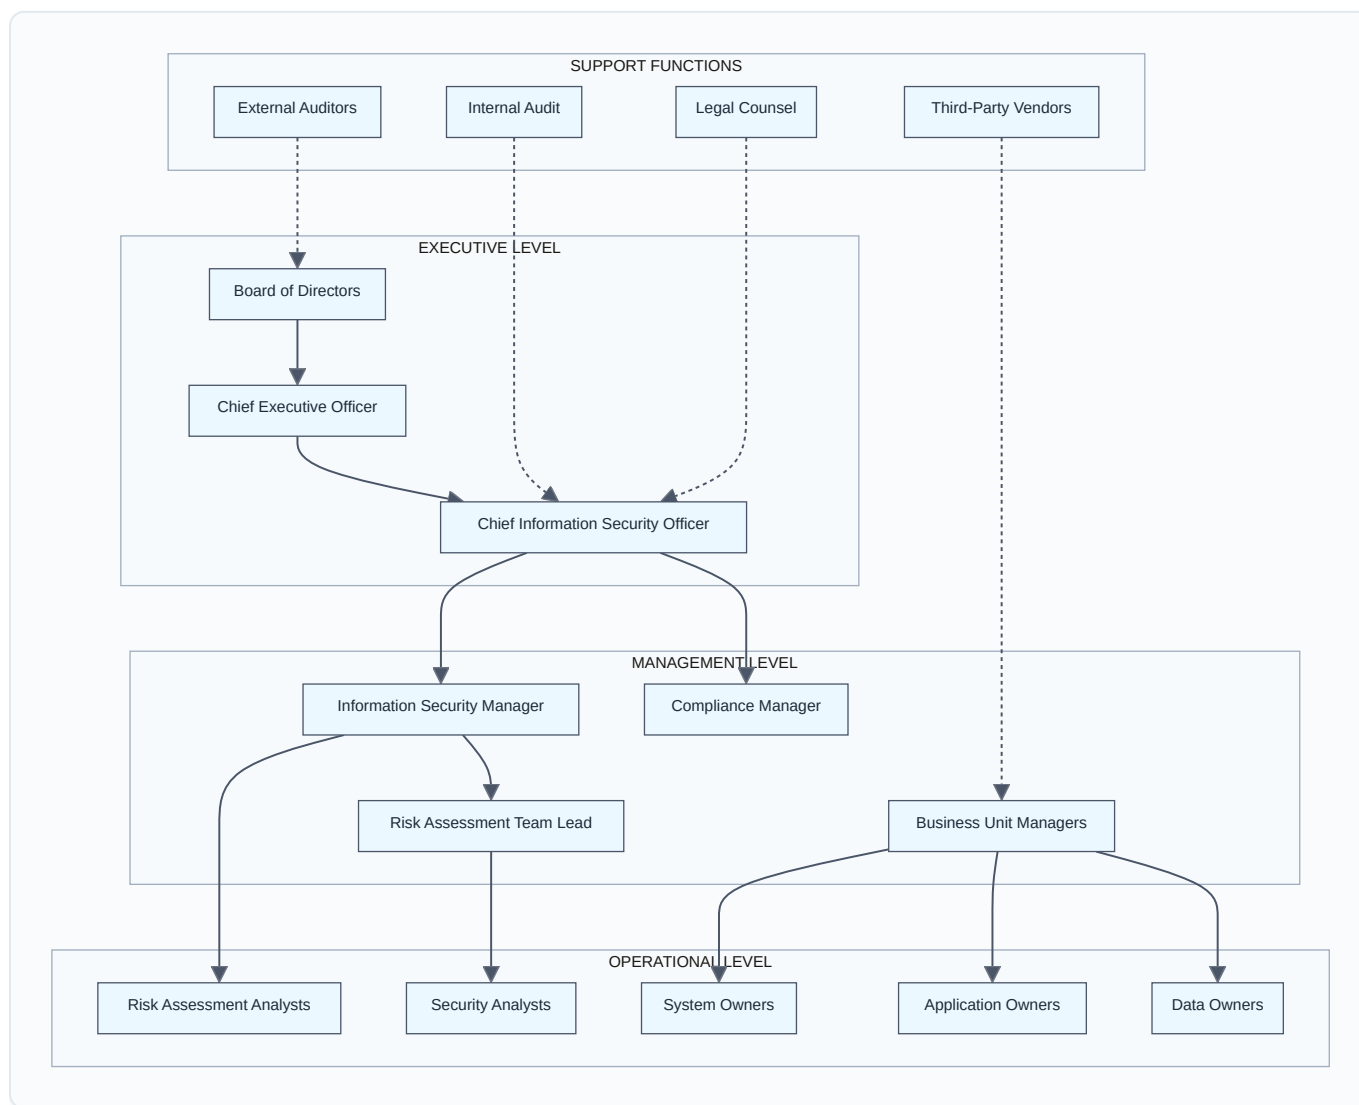 SUPPORT FUNCTIONS
External Auditors
Internal Audit
Legal Counsel
Third-Party Vendors
EXECUTIVE LEVEL
Board of Directors
Chief Executive Officer
Chief Information Security Officer
MANAGEMENT LEVEL
Information Security Manager
Compliance Manager
Risk Assessment Team Lead
Business Unit Managers
OPERATIONAL LEVEL
Risk Assessment Analysts
Security Analysts
System Owners
Application Owners
Data Owners